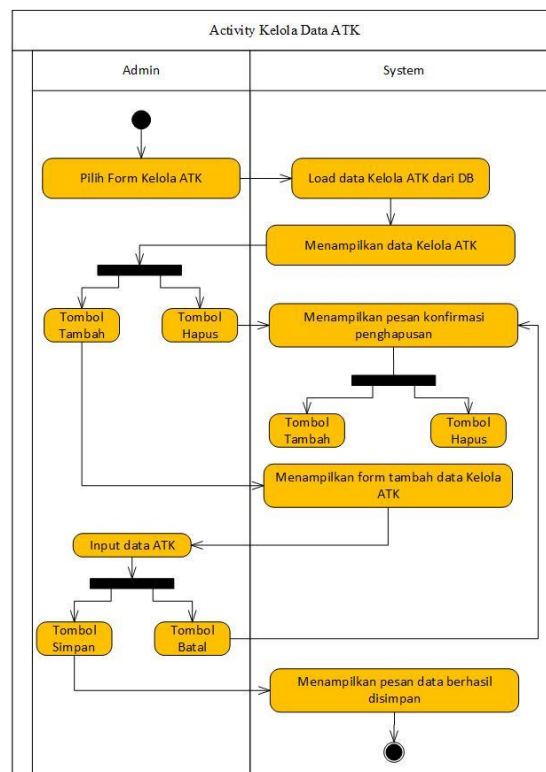 Activity Kelola Data ATK
Admin
System
Pilih Form Kelola ATK
Load data Kelola ATK dari DB
Menampilkan data Kelola ATK
Tombol
Tambah
Tombol
Hapus
Menampilkan pesan konfirmasi
penghapusan
Tombol
Tambah
Tombol
Hapus
Menampilkan form tambah data Kelola
ATK
Input data ATK
Tombol
Simpan
Tombol
Batal
Menampilkan pesan data berhasil
disimpan